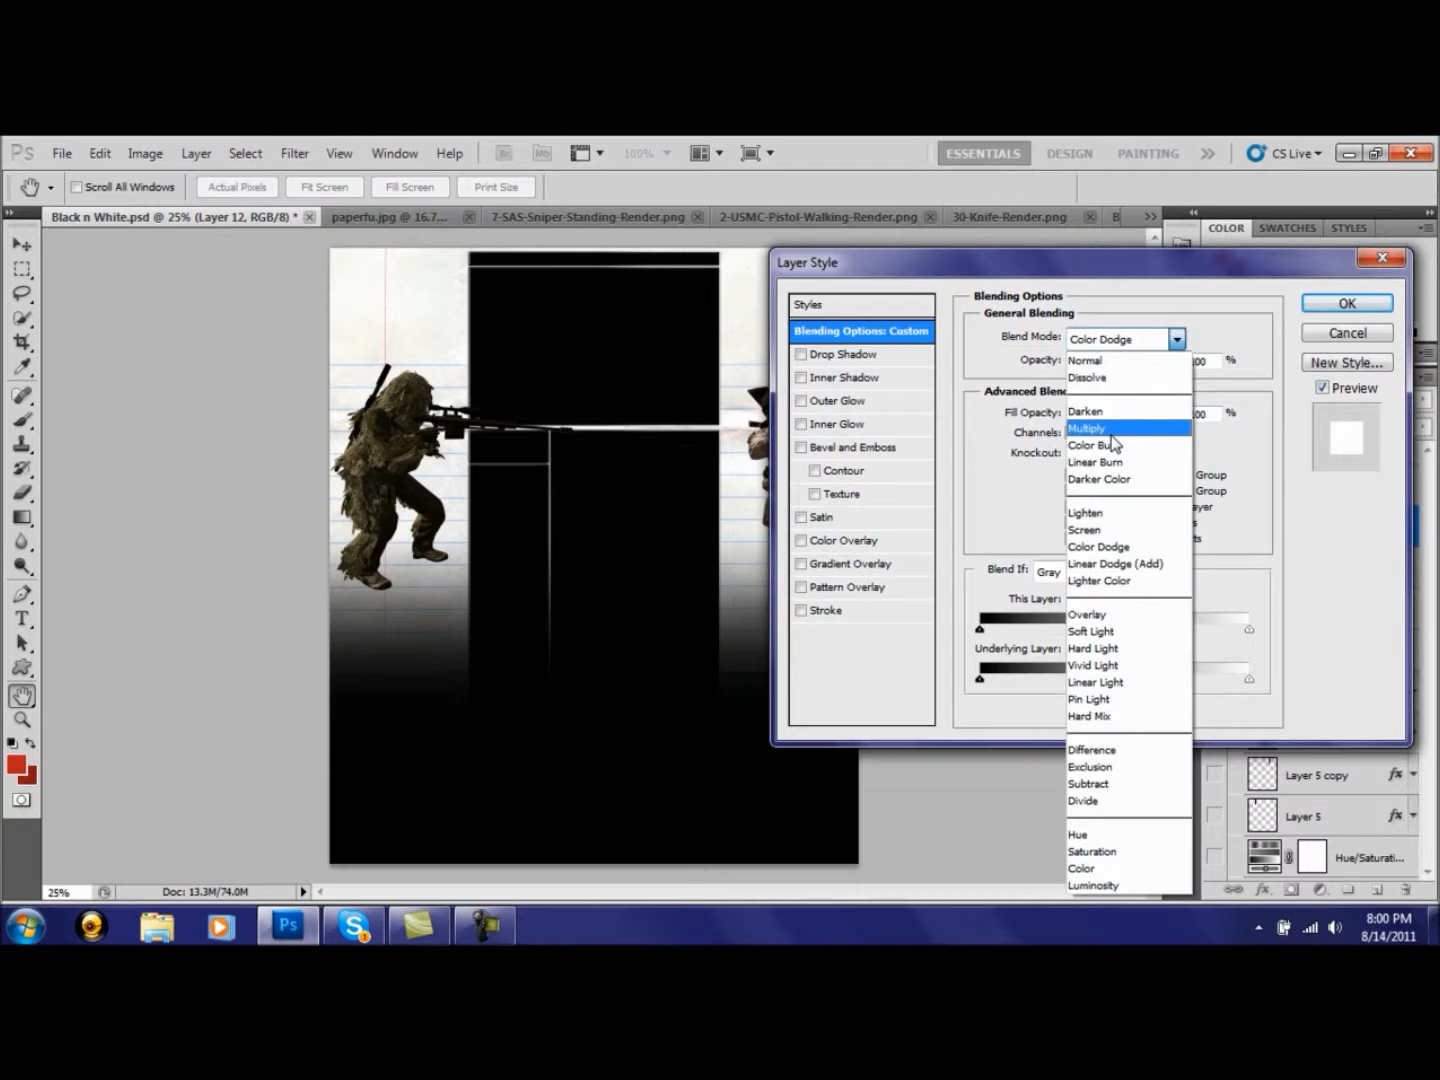 Ps File Edit Image Layer Select Filter View Window Help Br Mb 100% ESSENTIALS DESIGN PAINTING CS Live
Scroll All Windows Actual Pixels Fit Screen Fill Screen Print Size
Black n White.psd @ 25% (Layer 12, RGB/8) * paperfu.jpg @ 16.7... 7-SAS-Sniper-Standing-Render.png 2-USMC-Pistol-Walking-Render.png 30-Knife-Render.png B
COLOR SWATCHES STYLES
Layer Style
Styles
Blending Options: Custom
Drop Shadow
Inner Shadow
Outer Glow
Inner Glow
Bevel and Emboss
Contour
Texture
Satin
Color Overlay
Gradient Overlay
Pattern Overlay
Stroke
Blending Options
General Blending
Blend Mode: Color Dodge
Opacity: %
Advanced Blen
Fill Opacity: %
Channels:
Knockout:
Group
Group
ayer
s
ts
Blend If: Gray
This Layer:
Underlying Layer:
Normal
Dissolve
Darken
Multiply
Color Bu
Linear Burn
Darker Color
Lighten
Screen
Color Dodge
Linear Dodge (Add)
Lighter Color
Overlay
Soft Light
Hard Light
Vivid Light
Linear Light
Pin Light
Hard Mix
Difference
Exclusion
Subtract
Divide
Hue
Saturation
Color
Luminosity
OK
Cancel
New Style...
Preview
Layer 5 copy fx
Layer 5 fx
Hue/Saturati...
25% Doc: 13.3M/74.0M
Ps
8:00 PM
8/14/2011